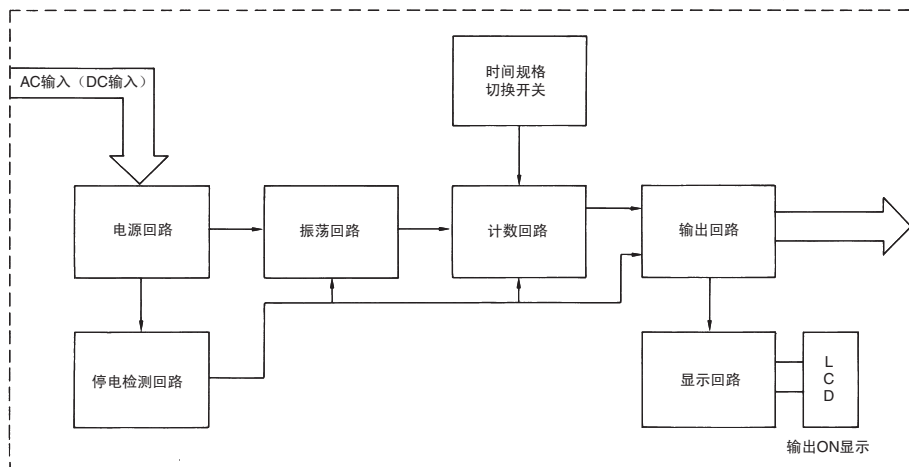 AC输入（DC输入）
时间规格
切换开关
电源回路
振荡回路
计数回路
输出回路
停电检测回路
显示回路
L
C
D
输出ON显示